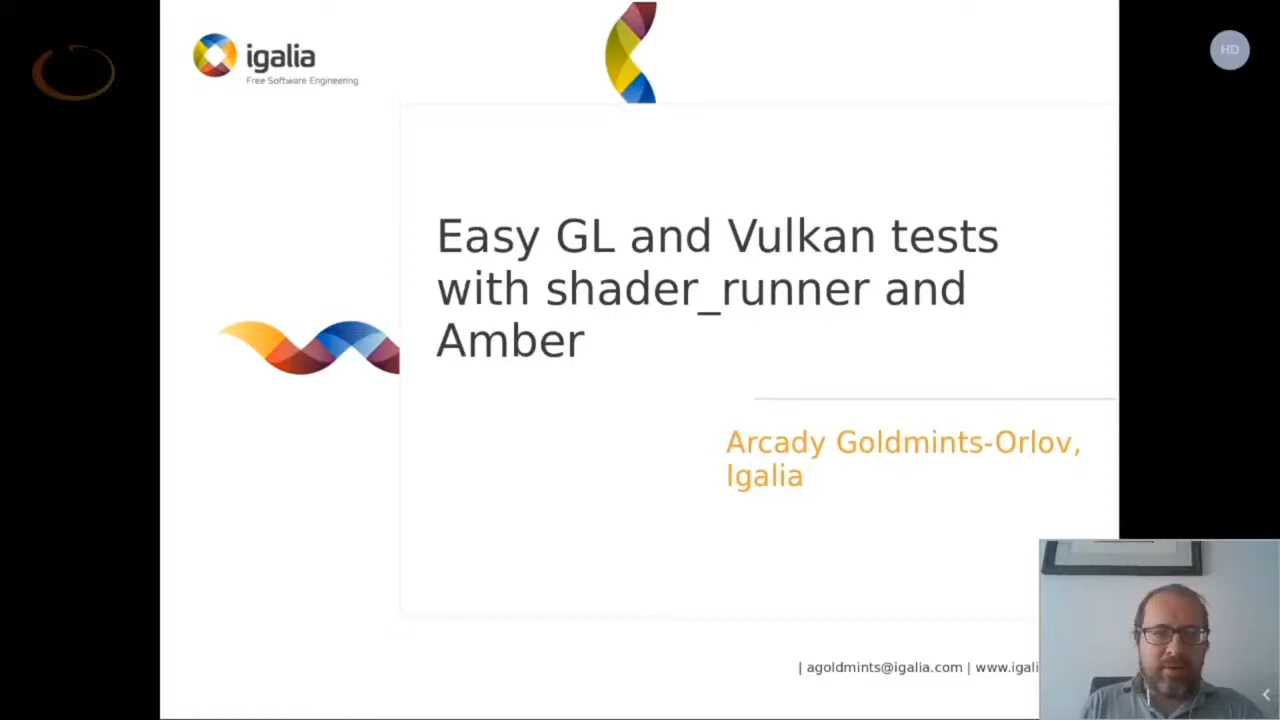 igalia
Free Software Engineering
HD
Easy GL and Vulkan tests
with shader_runner and
Amber
Arcady Goldmints-Orlov,
Igalia
| agoldmints@igalia.com | www.igali